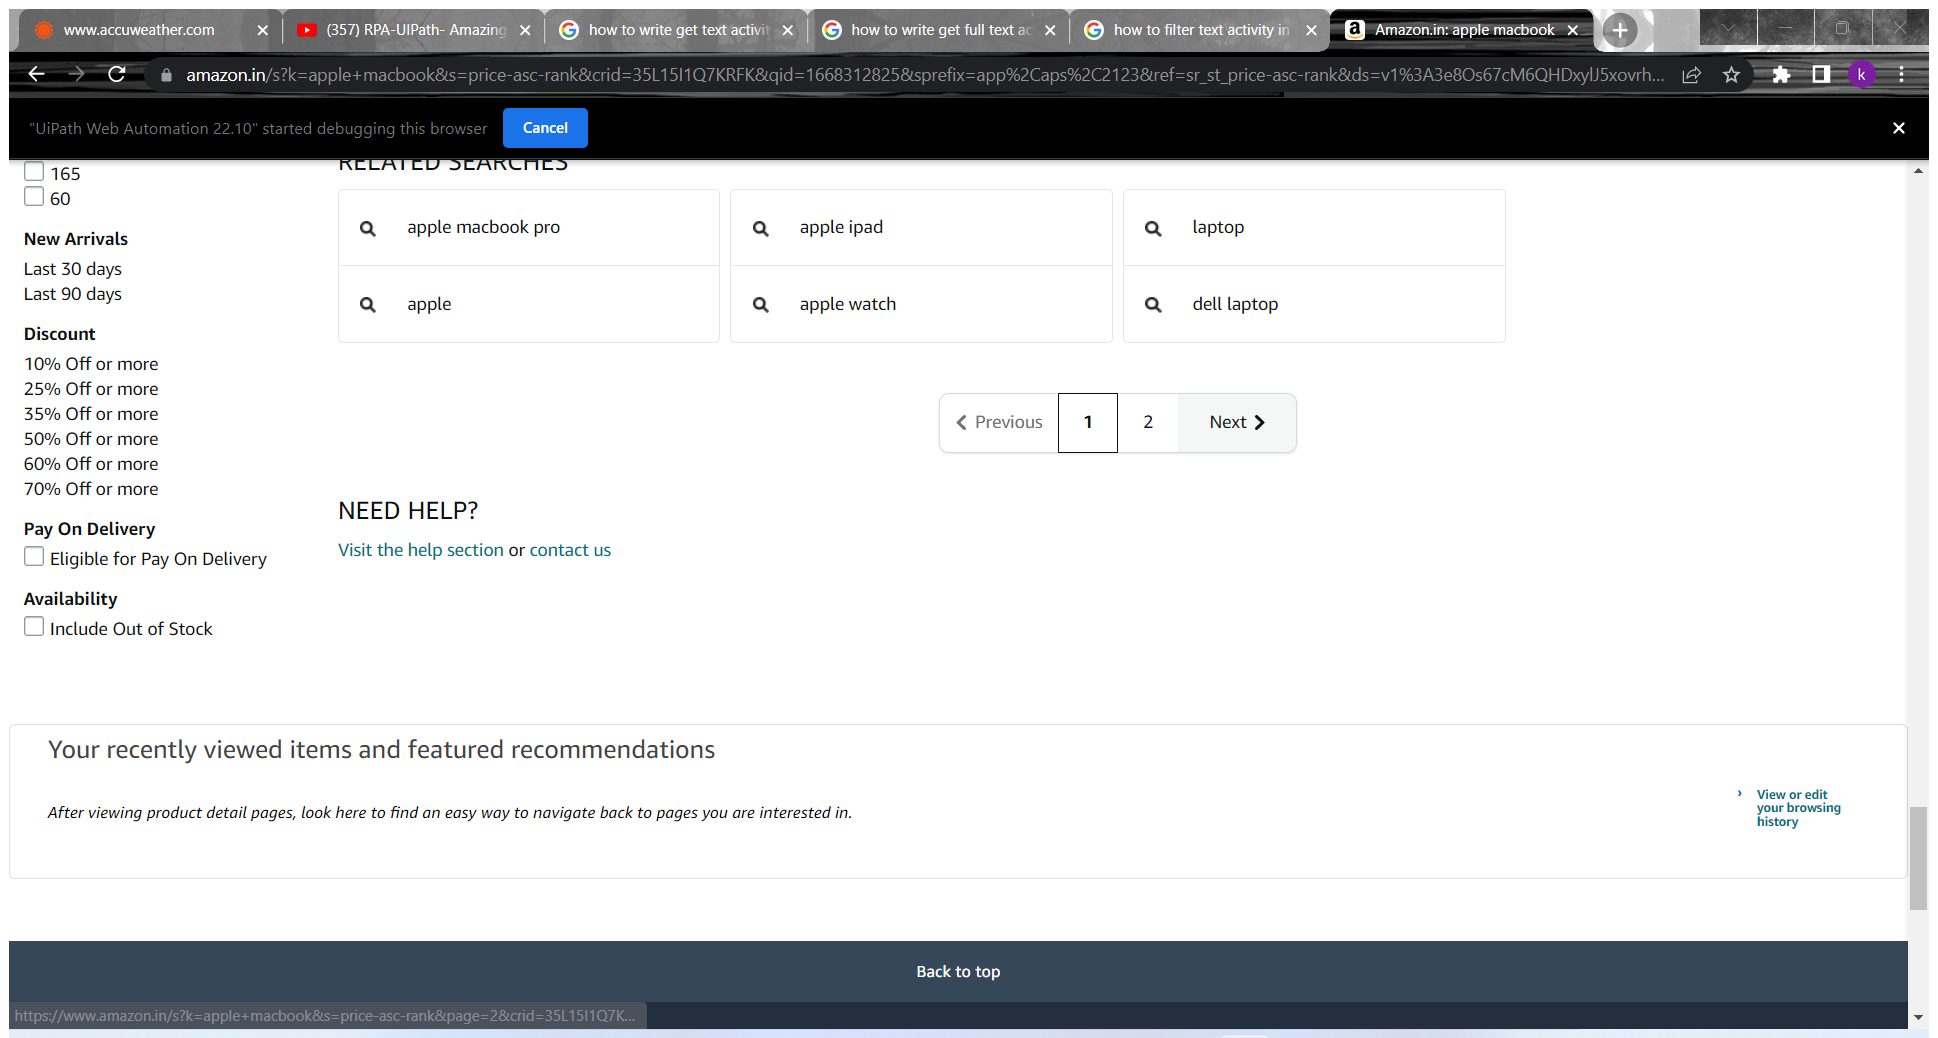 www.accuweather.com
(357) RPA-UIPath- Amazing
how to write get text activit
how to write get full text ac
how to filter text activity in
Amazon.in: apple macbook
amazon.in/s?k=apple+macbook&s=price-asc-rank&crid=35L15I1Q7KRFK&qid=1668312825&sprefix=app%2Caps%2C2123&ref=sr_st_price-asc-rank&ds=v1%3A3e8Os67cM6QHDxylJ5xovrh...
k
"UiPath Web Automation 22.10" started debugging this browser
Cancel
165
60
New Arrivals
Last 30 days
Last 90 days
Discount
10% Off or more
25% Off or more
35% Off or more
50% Off or more
60% Off or more
70% Off or more
Pay On Delivery
Eligible for Pay On Delivery
Availability
Include Out of Stock
RELATED SEARCHES
apple macbook pro
apple ipad
laptop
apple
apple watch
dell laptop
Previous 1 2 Next
NEED HELP?
Visit the help section or contact us
Your recently viewed items and featured recommendations
After viewing product detail pages, look here to find an easy way to navigate back to pages you are interested in.
View or edit
your browsing
history
Back to top
https://www.amazon.in/s?k=apple+macbook&s=price-asc-rank&page=2&crid=35L15I1Q7K...